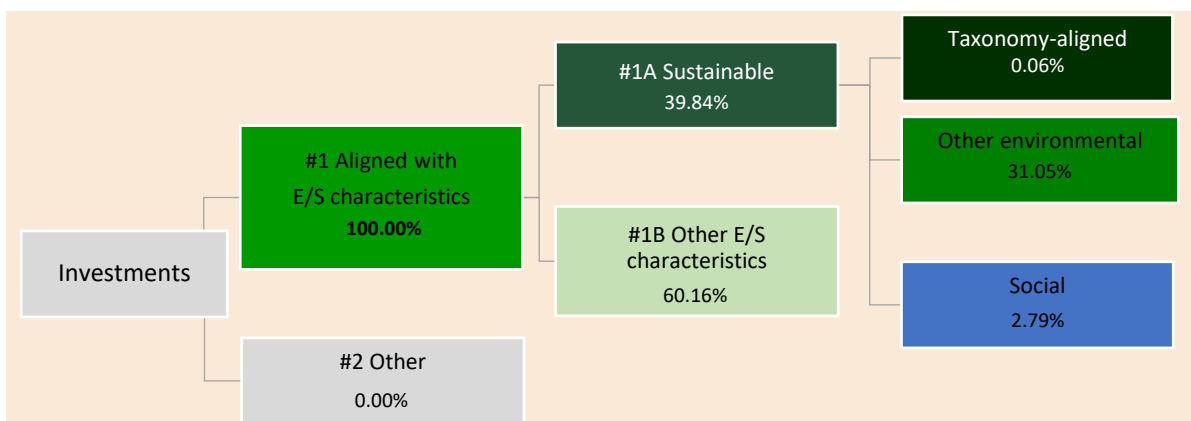 Investments
#1 Aligned with
E/S characteristics
100.00%
#2 Other
0.00%
#1A Sustainable
39.84%
#1B Other E/S
characteristics
60.16%
Taxonomy-aligned
0.06%
Other environmental
31.05%
Social
2.79%